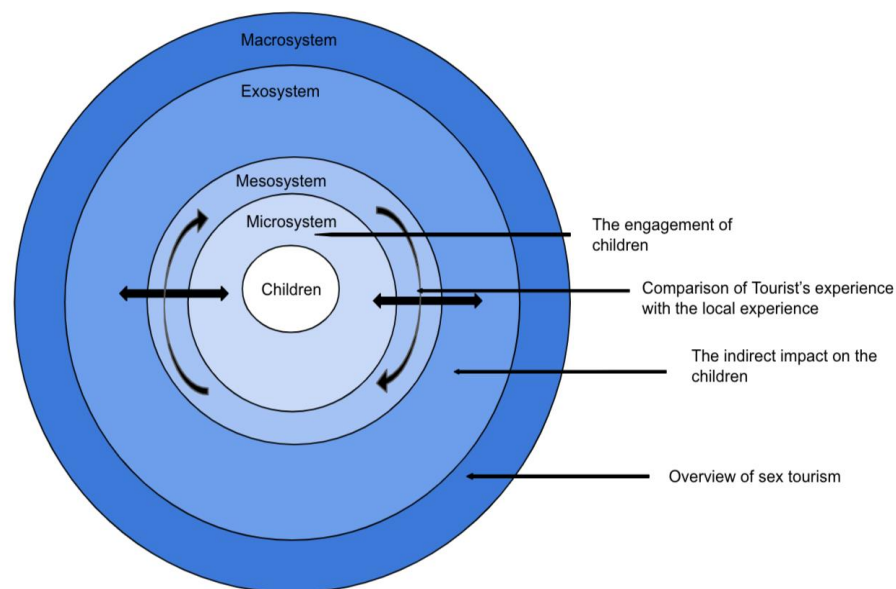 Macrosystem
Exosystem
Mesosystem
Microsystem
Children
The engagement of
children
Comparison of Tourist’s experience
with the local experience
The indirect impact on the
children
Overview of sex tourism